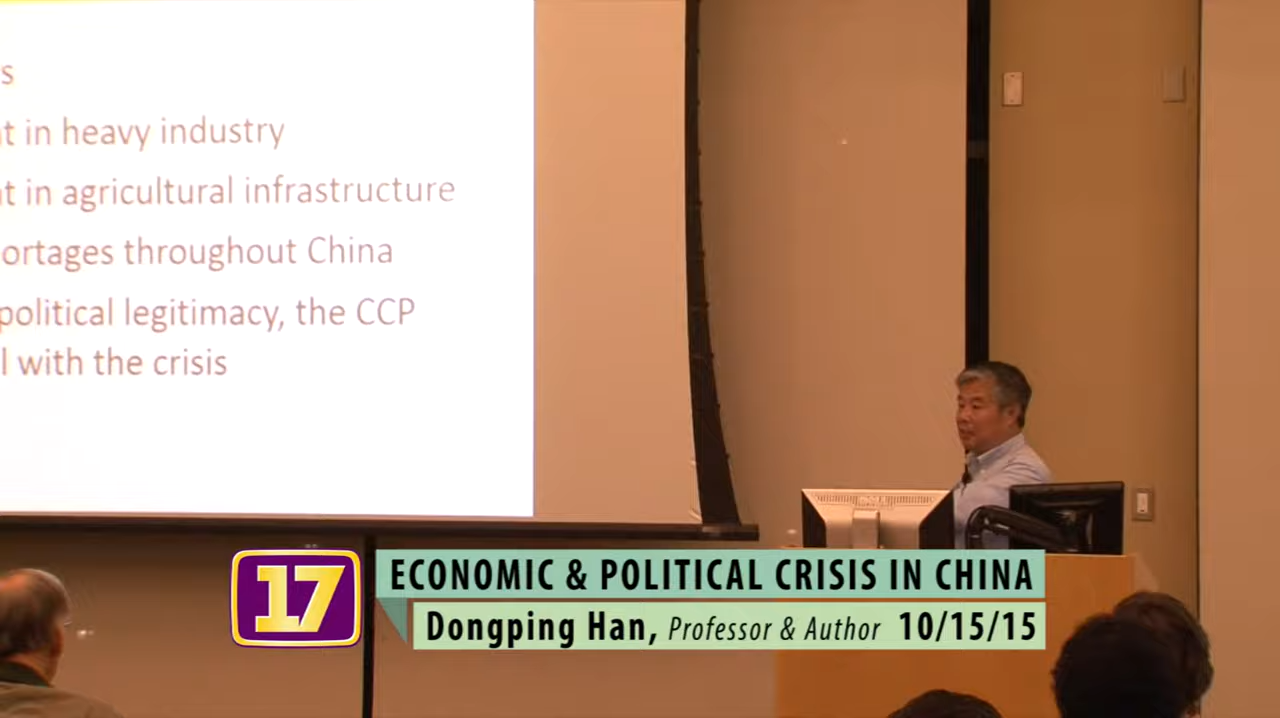 s
t in heavy industry
t in agricultural infrastructure
ortages throughout China
political legitimacy, the CCP
l with the crisis
17
ECONOMIC & POLITICAL CRISIS IN CHINA
Dongping Han, Professor & Author 10/15/15